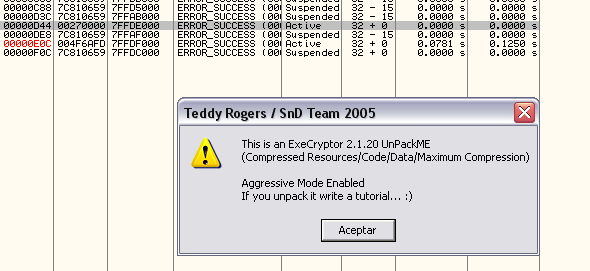 00000C88 7C810659 7FFD5000 ERROR_SUCCESS (00 Suspended 32 - 15 0.0000 s 0.0000 s
00000D3C 7C810659 7FFAB000 ERROR_SUCCESS (00 Suspended 32 - 15 0.0000 s 0.0000 s
00000D44 00270000 7FFDE000 ERROR_SUCCESS (00 Active 32 + 0 0.0000 s 0.0000 s
00000DE8 7C810659 7FFAF000 ERROR_SUCCESS (00 Suspended 32 - 15 0.0000 s 0.0000 s
00000E0C 004F6AFD 7FFDF000 ERROR_SUCCESS (00 Active 32 + 0 0.0781 s 0.1250 s
00000F0C 7C810659 7FFDC000 ERROR_SUCCESS (00 Suspended 32 + 0 0.0000 s 0.0000 s
Teddy Rogers / SnD Team 2005
This is an ExeCryptor 2.1.20 UnPackME
(Compressed Resources/Code/Data/Maximum Compression)
Aggressive Mode Enabled
If you unpack it write a tutorial... :)
Aceptar